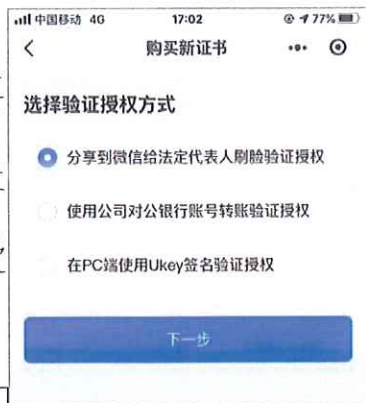 中国移动 4G 17:02 77%
购买新证书
选择验证授权方式
分享到微信给法定代表人刷脸验证授权
使用公司对公银行账号转账验证授权
在PC端使用Ukey签名验证授权
下一步